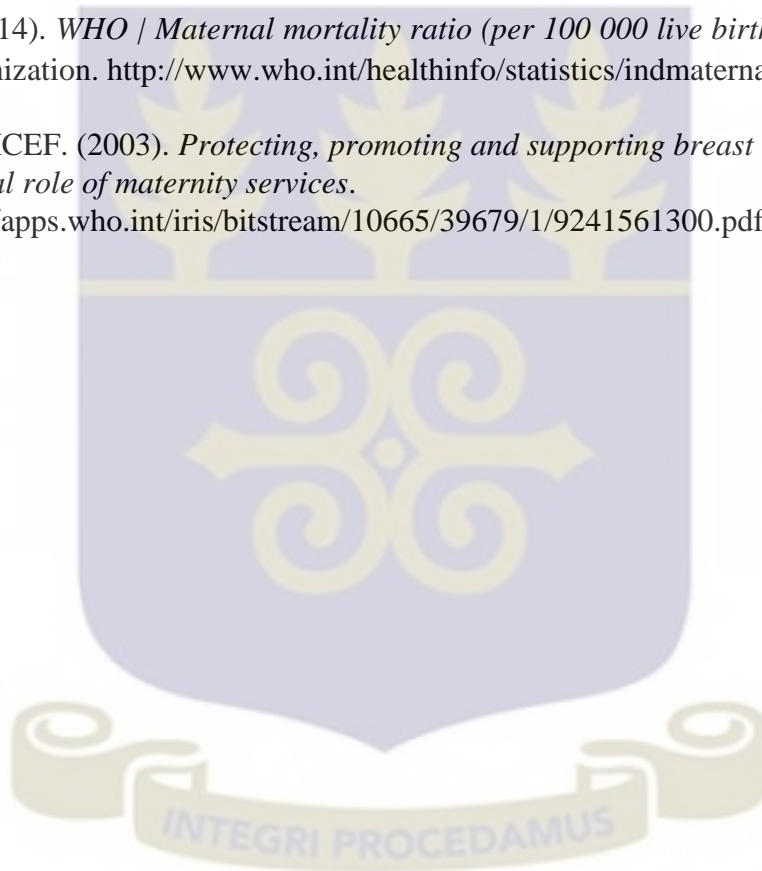 14). WHO | Maternal mortality ratio (per 100 000 live birth
nization. http://www.who.int/healthinfo/statistics/indmaterna
CEF. (2003). Protecting, promoting and supporting breast
al role of maternity services.
/apps.who.int/iris/bitstream/10665/39679/1/9241561300.pdf
INTEGRI PROCEDAMUS